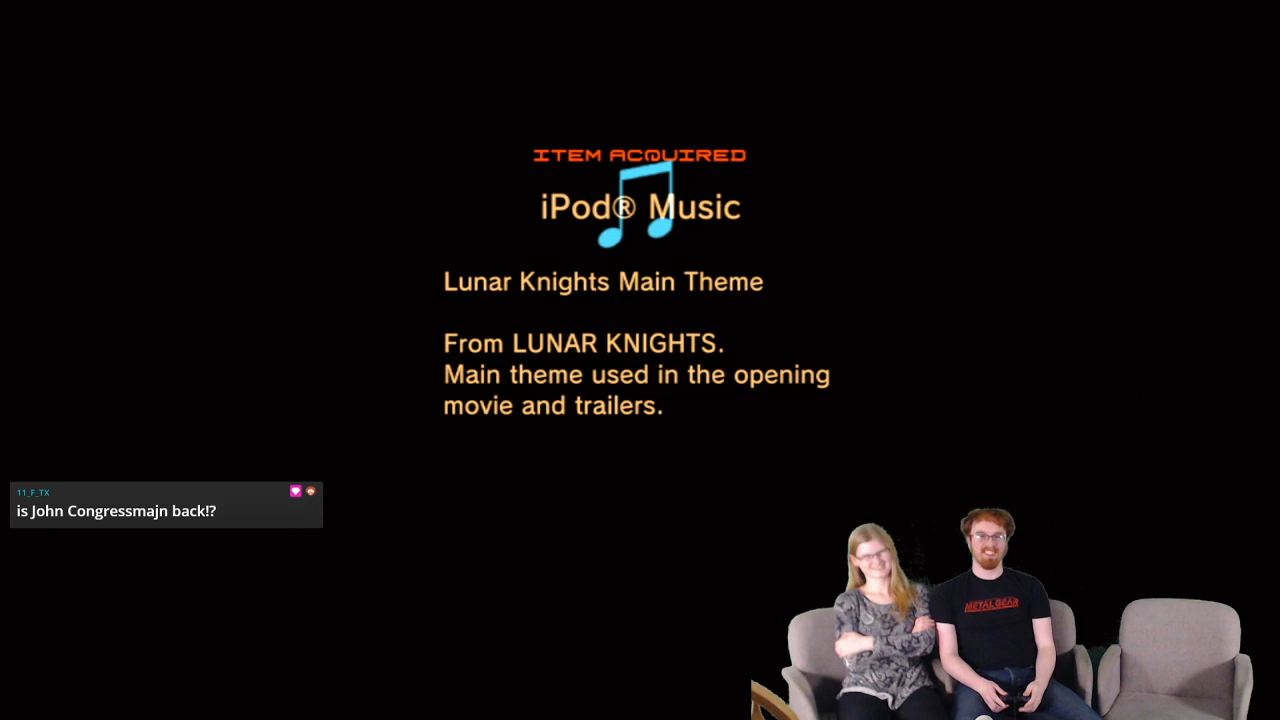 ITEM ACQUIRED
iPod® Music
Lunar Knights Main Theme
From LUNAR KNIGHTS.
Main theme used in the opening
movie and trailers.
11_F_TX
is John Congressmajn back!?
METAL GEAR